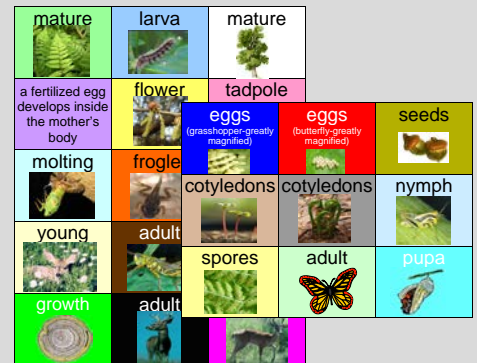 mature
larva
mature
a fertilized egg
develops inside
the mother's
body
flower
tadpole
eggs
(grasshopper-greatly
magnified)
eggs
(butterfly-greatly
magnified)
seeds
molting
frogle
cotyledons
cotyledons
nymph
young
adult
spores
adult
pupa
growth
adult